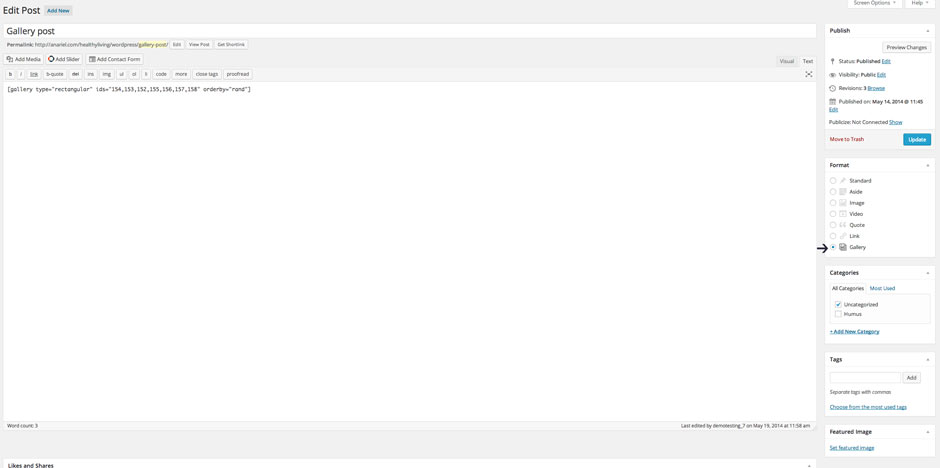 Screen Options Help
Edit Post Add New
Gallery post
Permalink: http://anariel.com/healthyliving/wordpress/gallery-post/ Edit View Post Get Shortlink
Add Media Add Slider Add Contact Form
Visual Text
b i link b-quote del ins img ul ol li code more close tags proofread
[gallery type="rectangular" ids="154,153,152,155,156,157,158" orderby="rand"]
Word count: 3
Last edited by demotesting_7 on May 19, 2014 at 11:58 am
Likes and Shares
Publish
Preview Changes
Status: Published Edit
Visibility: Public Edit
Revisions: 3 Browse
Published on: May 14, 2014 @ 11:45
Edit
Publicize: Not Connected Show
Move to Trash Update
Format
Standard
Aside
Image
Video
Quote
Link
Gallery
Categories
All Categories Most Used
Uncategorized
Humus
+ Add New Category
Tags
Add
Separate tags with commas
Choose from the most used tags
Featured Image
Set featured image